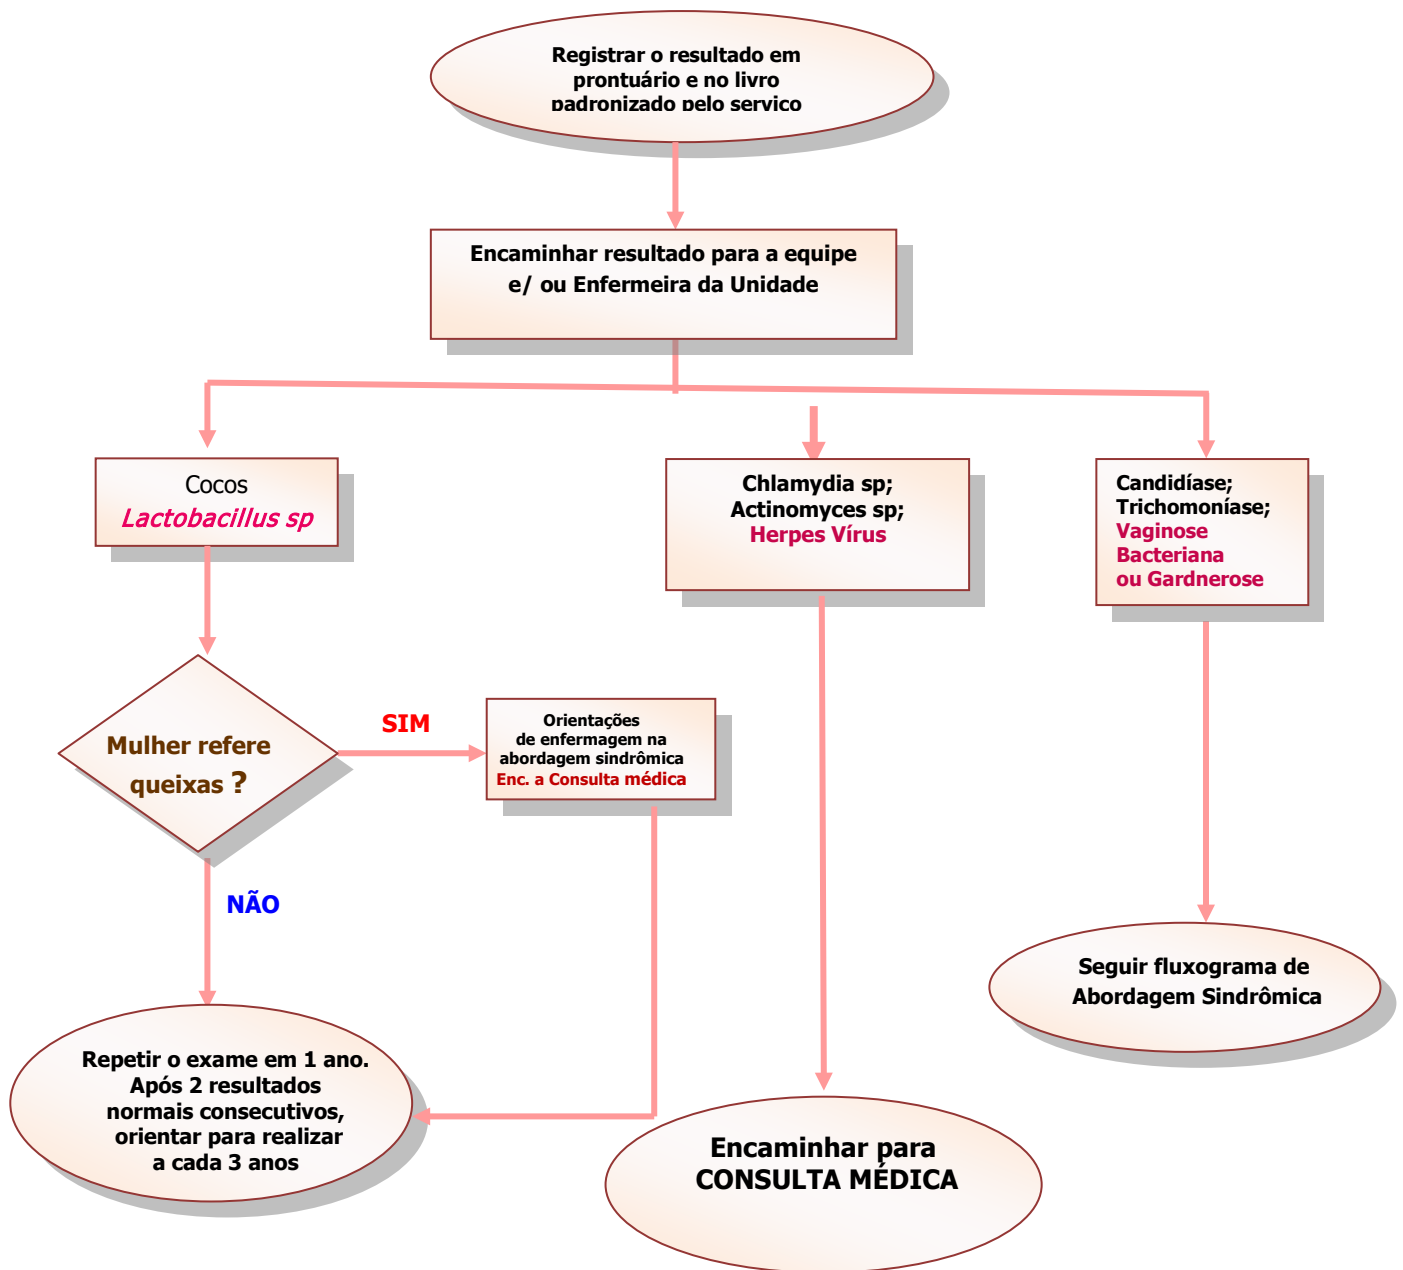 Registrar o resultado em
prontuário e no livro
padronizado pelo serviço
Encaminhar resultado para a equipe
e/ ou Enfermeira da Unidade
Cocos
Lactobacillus sp
Chlamydia sp;
Actinomyces sp;
Herpes Vírus
Candidíase;
Trichomoníase;
Vaginose
Bacteriana
ou Gardnerose
Mulher refere
queixas ?
SIM
Orientações
de enfermagem na
abordagem sindrômica
Enc. a Consulta médica
NÃO
Seguir fluxograma de
Abordagem Sindrômica
Repetir o exame em 1 ano.
Após 2 resultados
normais consecutivos,
orientar para realizar
a cada 3 anos
Encaminhar para
CONSULTA MÉDICA